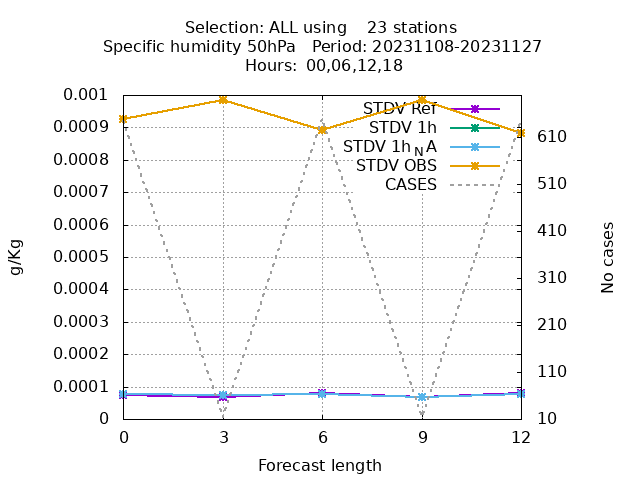 Selection: ALL using    23 stations
Specific humidity 50hPa   Period: 20231108-20231127
Hours:  00,06,12,18
0.001
0.0009
0.0008
0.0007
0.0006
0.0005
0.0004
0.0003
0.0002
0.0001
0
g/Kg
STDV Ref
STDV 1h
STDV 1h_NA
STDV OBS
CASES
610
510
410
310
210
110
10
No cases
0 3 6 9 12
Forecast length